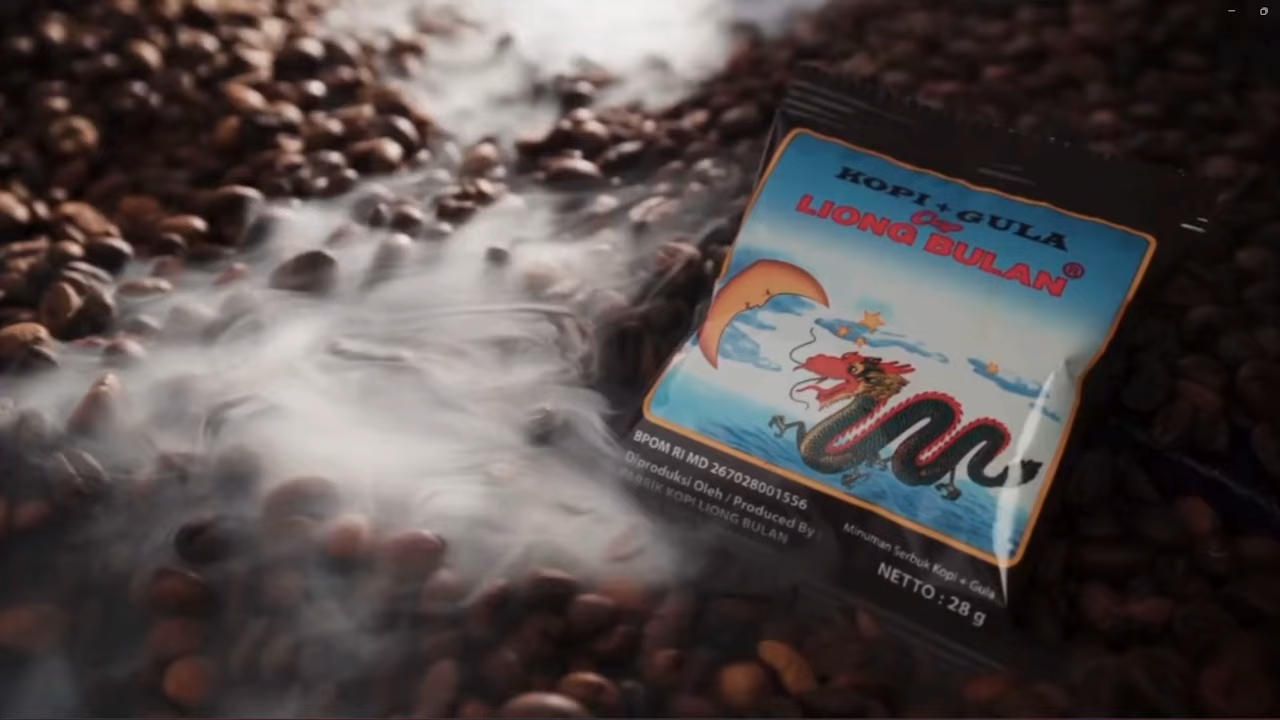 KOPI + GULA
Cap
LIONG BULAN®
BPOM RI MD 267028001556
Diproduksi Oleh / Produced By :
PABRIK KOPI LIONG BULAN
Minuman Serbuk Kopi + Gula
NETTO : 28 g